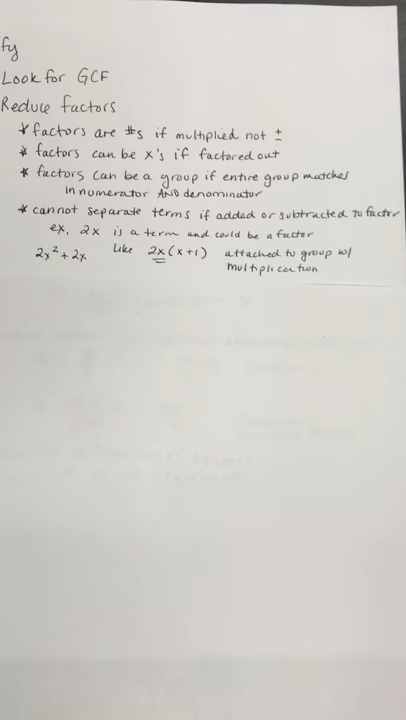 fy
Look for GCF
Reduce factors
* factors are #s if multiplied not ±
* factors can be x's if factored out
* factors can be a group if entire group matches
in numerator AND denominator
* cannot separate terms if added or subtracted to factor
ex, 2x is a term and could be a factor
2x² + 2x like 2x(x+1) attached to group w/
multiplication